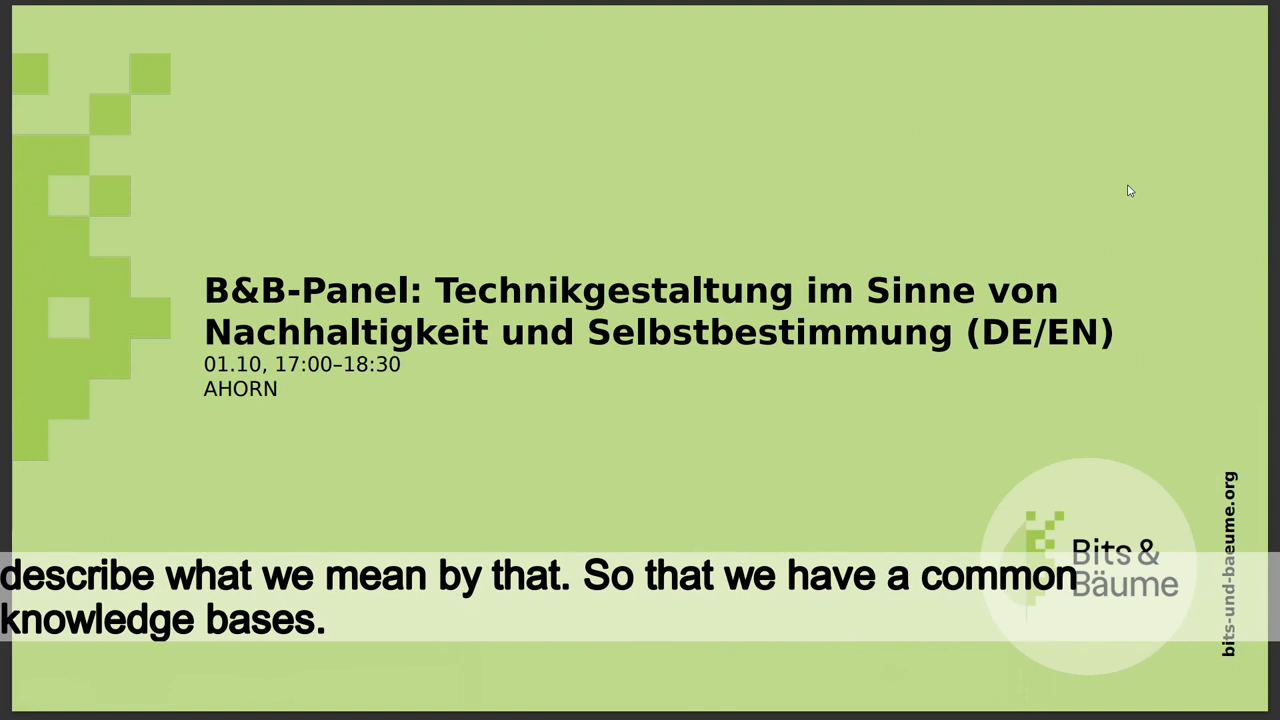 B&B-Panel: Technikgestaltung im Sinne von
Nachhaltigkeit und Selbstbestimmung (DE/EN)
01.10, 17:00–18:30
AHORN
bits-und-baeume.org
Bits &
Bäume
describe what we mean by that. So that we have a common
knowledge bases.